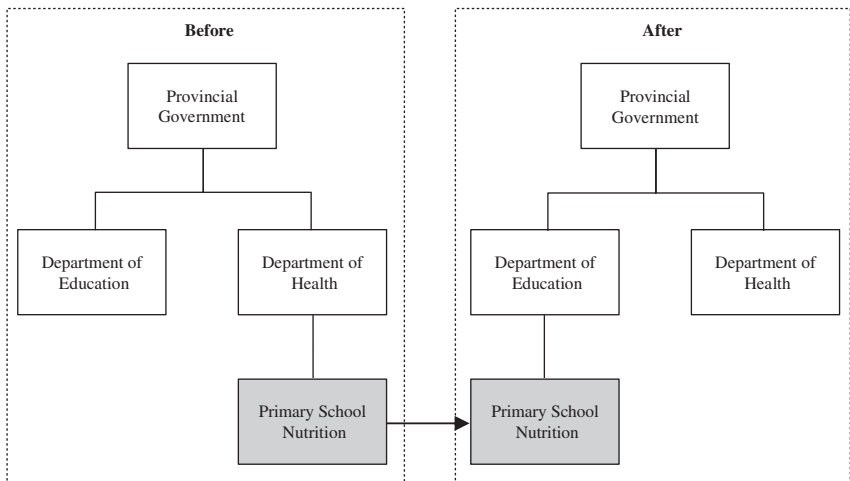 Before
Provincial
Government
Department of
Education
Department of
Health
Primary School
Nutrition
After
Provincial
Government
Department of
Education
Department of
Health
Primary School
Nutrition